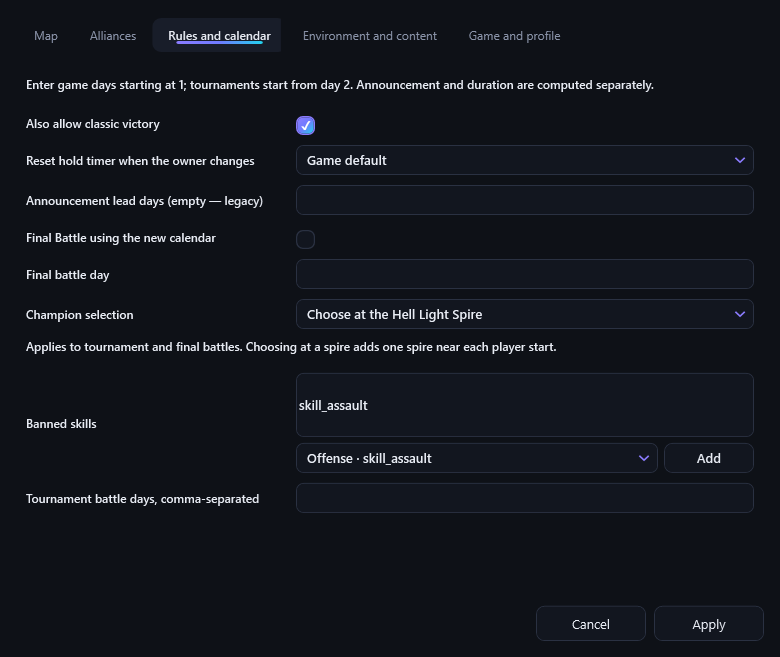 Map
Alliances
Rules and calendar
Environment and content
Game and profile
Enter game days starting at 1; tournaments start from day 2. Announcement and duration are computed separately.
Also allow classic victory
Reset hold timer when the owner changes
Game default
Announcement lead days (empty — legacy)
Final Battle using the new calendar
Final battle day
Champion selection
Choose at the Hell Light Spire
Applies to tournament and final battles. Choosing at a spire adds one spire near each player start.
Banned skills
skill_assault
Offense · skill_assault
Add
Tournament battle days, comma-separated
Cancel
Apply